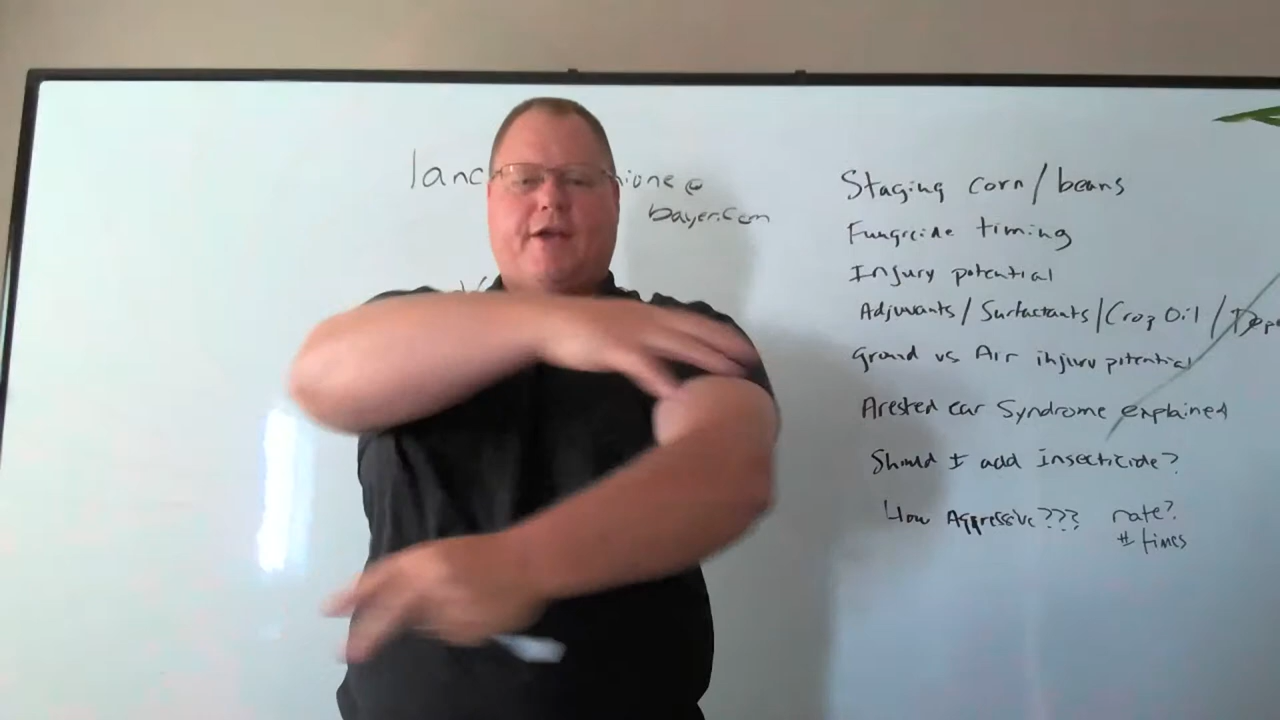 lanc ione@
bayer.com
Staging corn/beans
Fungicide timing
Injury potential
Adjuvants/Surfactants/Crop Oil/
Ground vs Air injury potential
Arested ear Syndrome explained
Should I add Insecticide?
How Aggressive??? rate?
# times